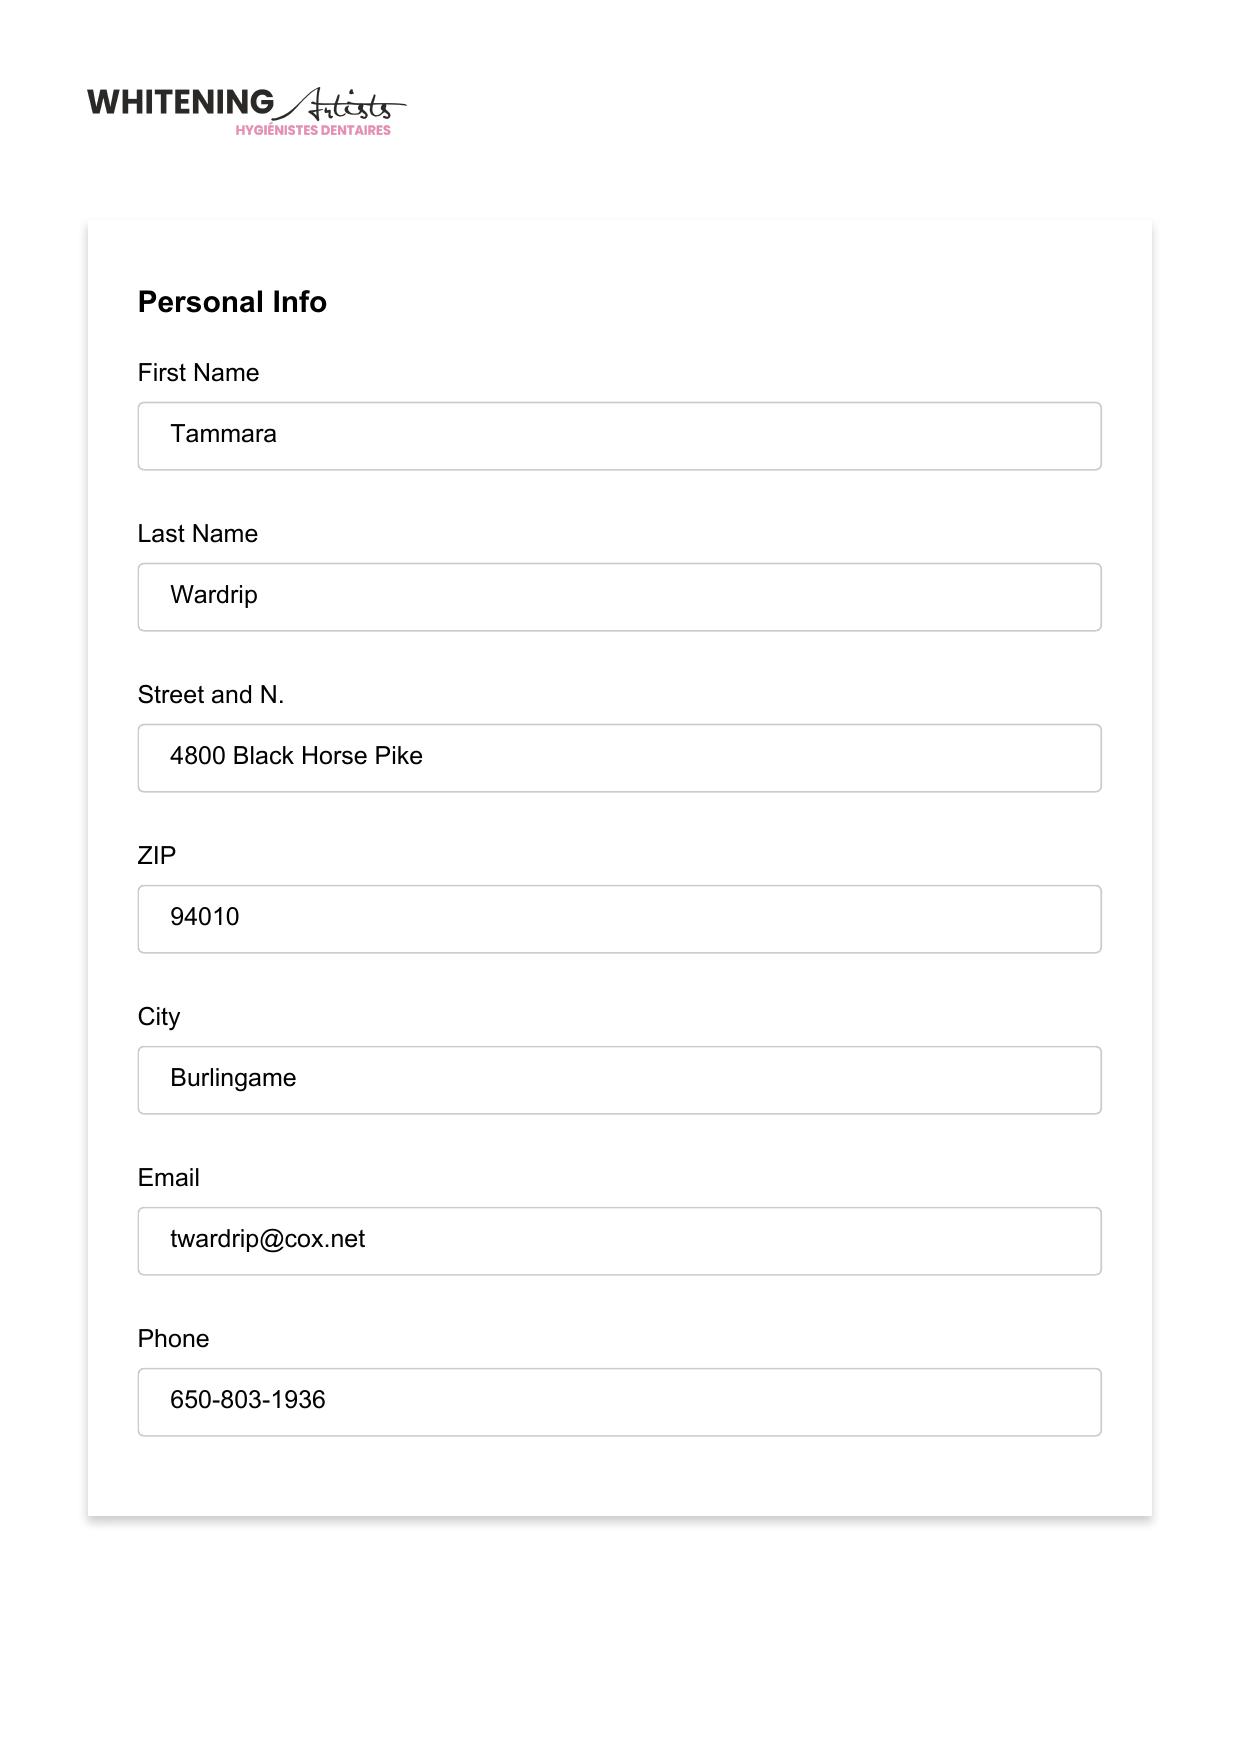 WHITENING Artists
HYGIÉNISTES DENTAIRES
Personal Info
First Name
Tammara
Last Name
Wardrip
Street and N.
4800 Black Horse Pike
ZIP
94010
City
Burlingame
Email
twardrip@cox.net
Phone
650-803-1936